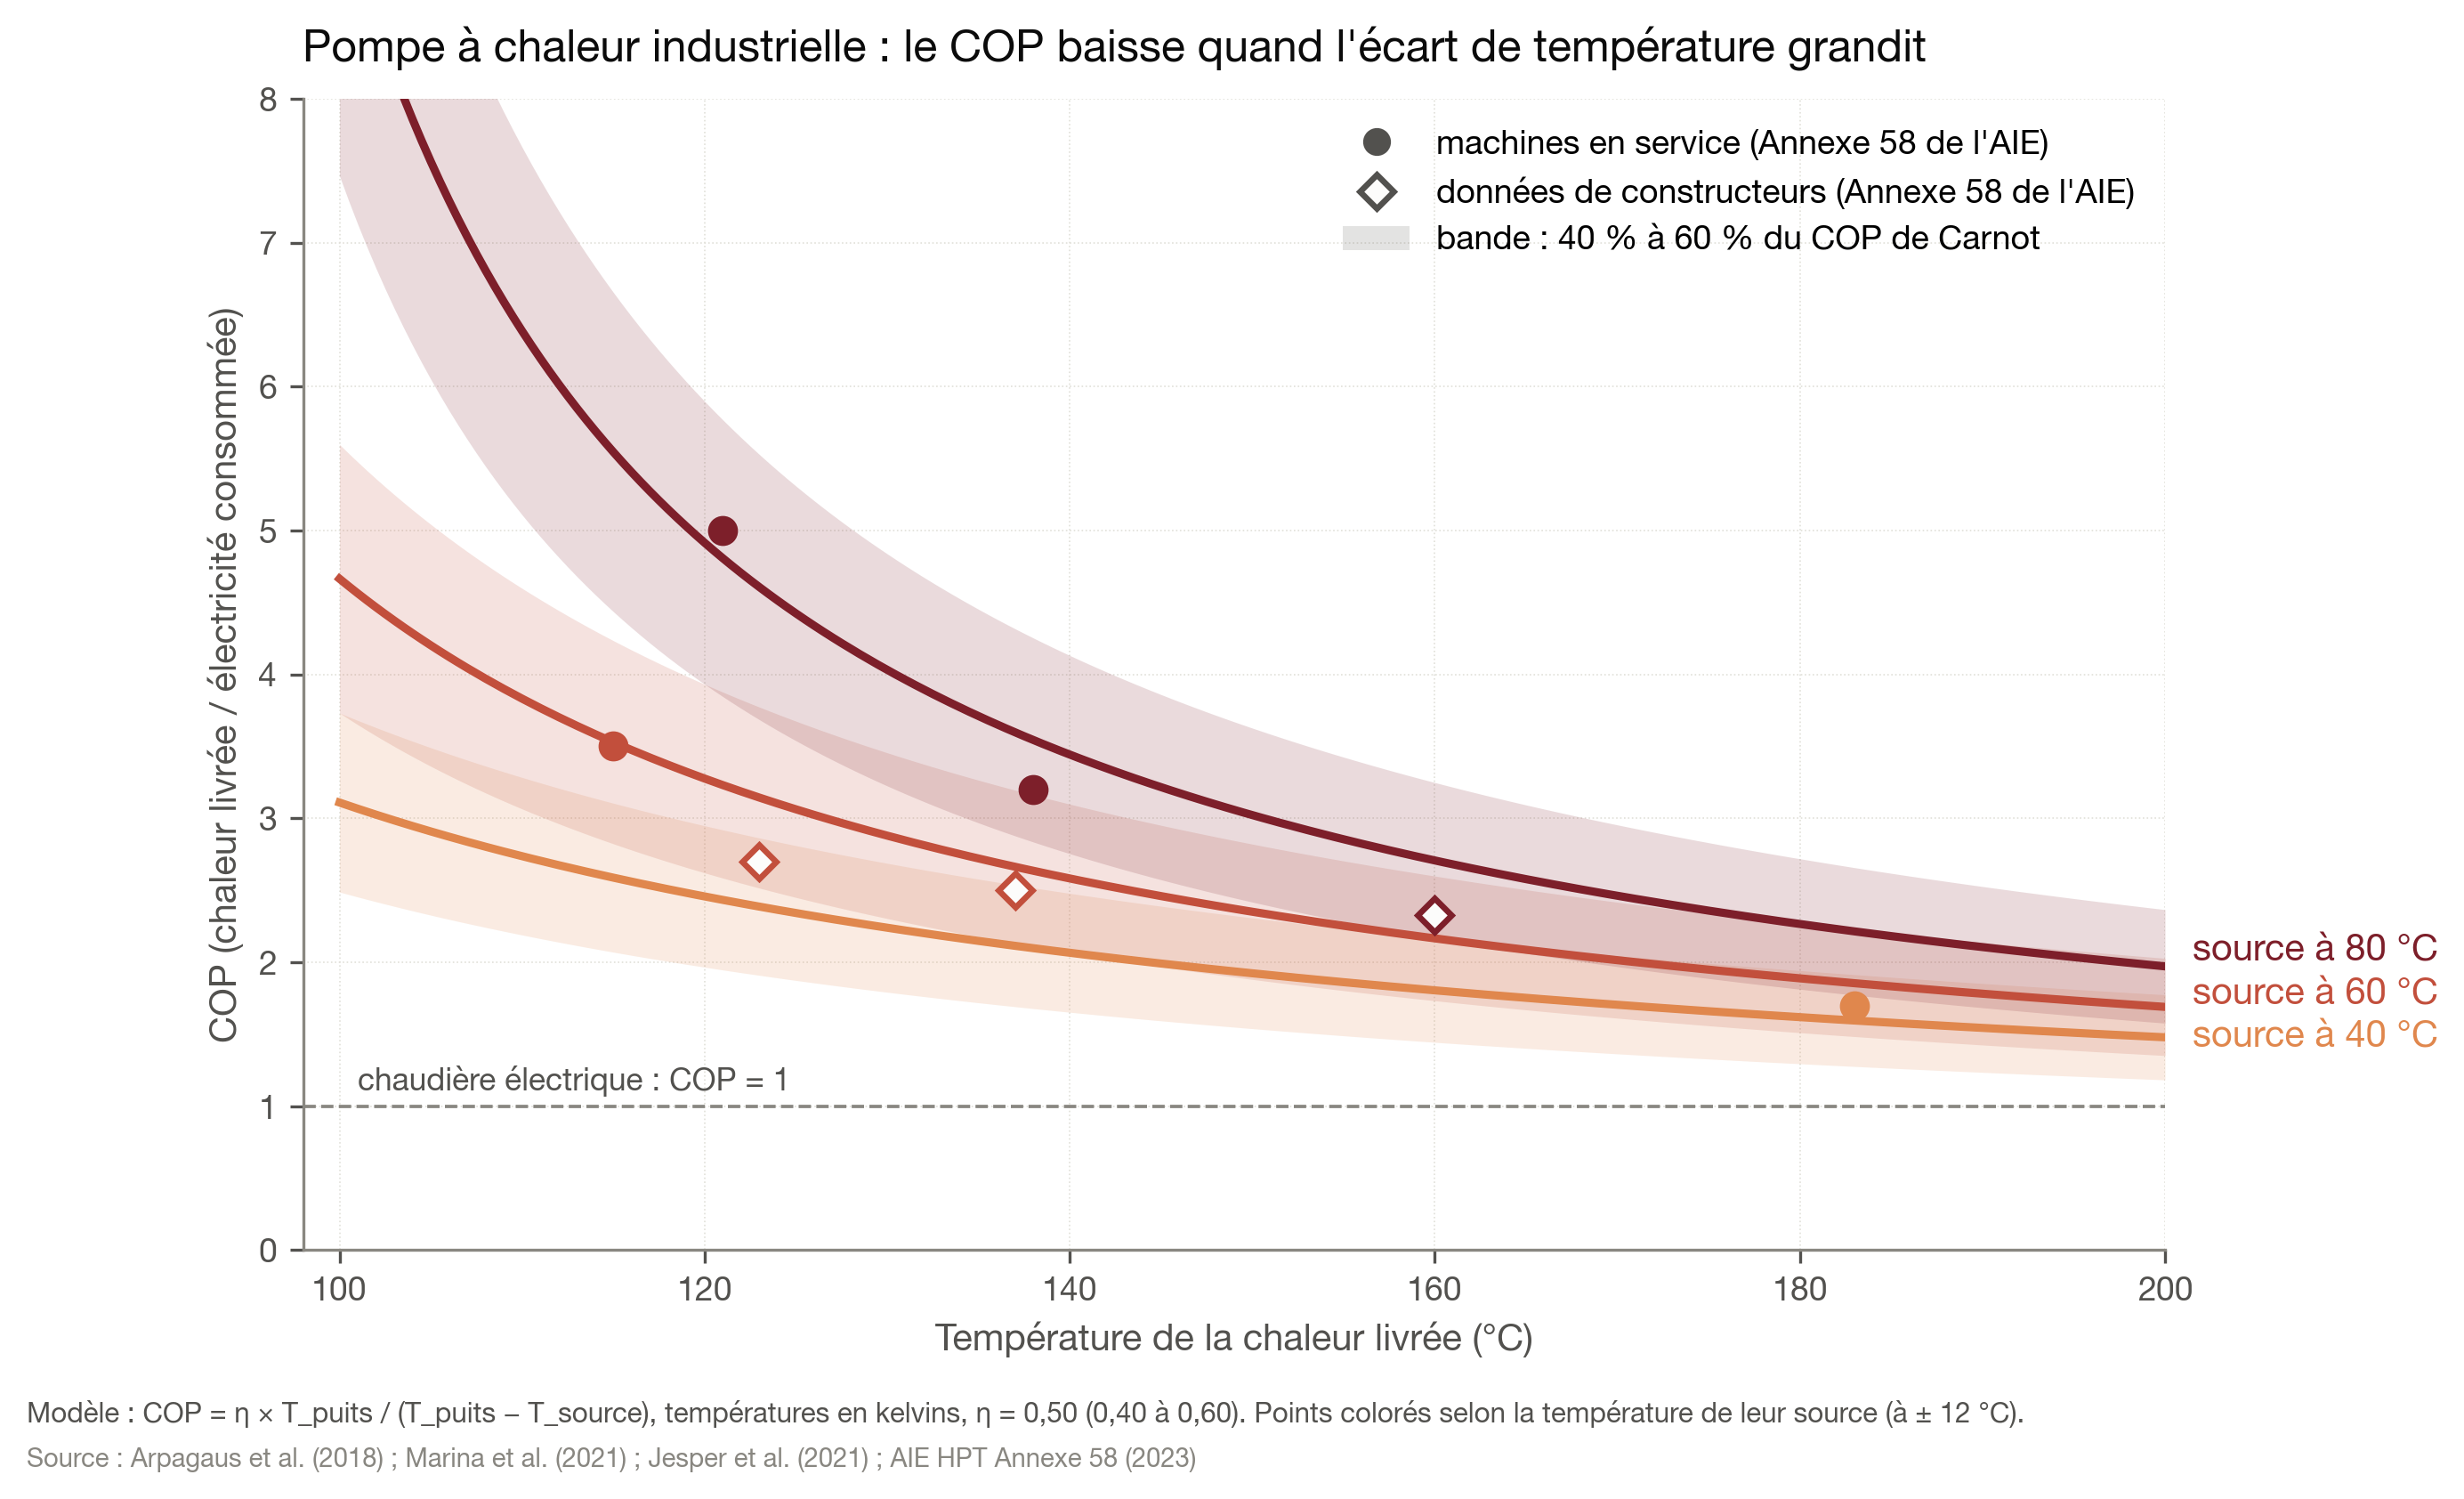 Pompe à chaleur industrielle : le COP baisse quand l'écart de température grandit
machines en service (Annexe 58 de l'AIE)
données de constructeurs (Annexe 58 de l'AIE)
bande : 40 % à 60 % du COP de Carnot
COP (chaleur livrée / électricité consommée)
8
7
6
5
4
3
2
1
0
source à 80 °C
source à 60 °C
source à 40 °C
chaudière électrique : COP = 1
100
120
140
160
180
200
Température de la chaleur livrée (°C)
Modèle : COP = η × T_puits / (T_puits − T_source), températures en kelvins, η = 0,50 (0,40 à 0,60). Points colorés selon la température de leur source (à ± 12 °C).
Source : Arpagaus et al. (2018) ; Marina et al. (2021) ; Jesper et al. (2021) ; AIE HPT Annexe 58 (2023)